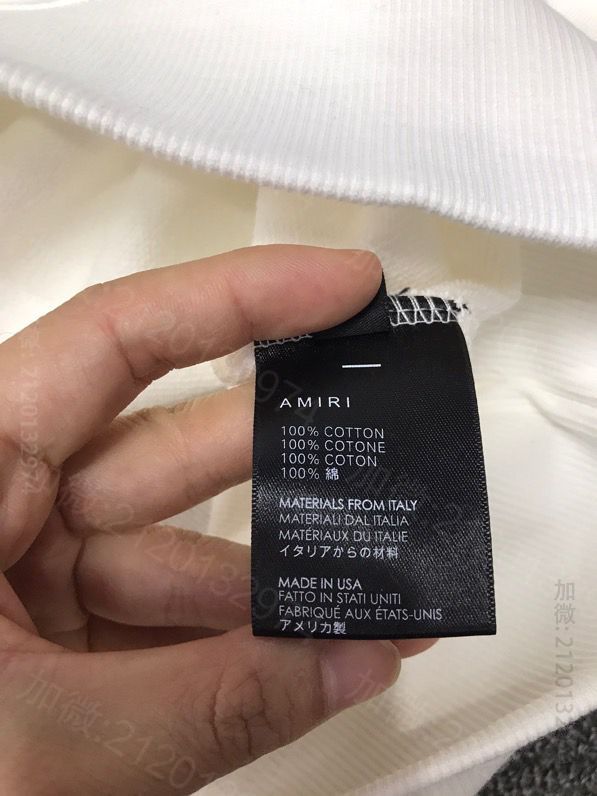 AMIRI
100% COTTON
100% COTONE
100% COTON
100% 綿
MATERIALS FROM ITALY
MATERIALI DAL ITALIA
MATÉRIAUX DU ITALIE
イタリアからの材料
MADE IN USA
FATTO IN STATI UNITI
FABRIQUÉ AUX ÉTATS-UNIS
アメリカ製
加微:2120132974